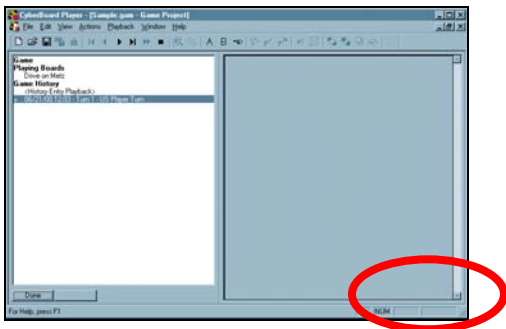 CyberBoard Player - [Sample.gam - Game Project]
File Edit View Actions Playback Window Help
A B
Game
Playing Boards
Drive on Metz
Game History
<History Entry Playback>
06/21/00 12:03 - Turn 1 - US Player Turn
Done
For Help, press F1
NUM